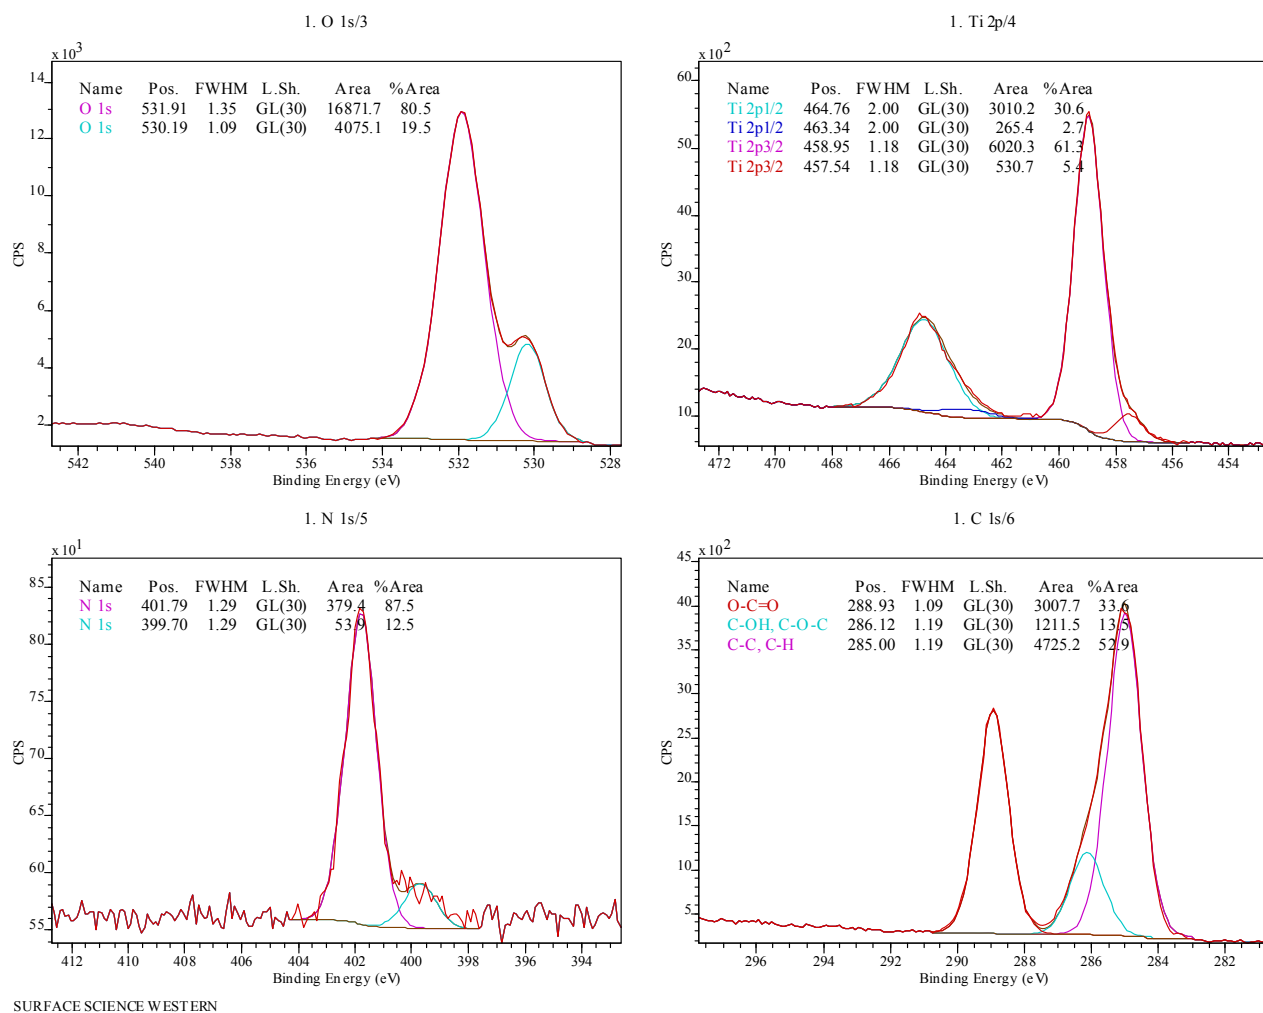 1. O 1s/3
x 10³
Name Pos. FWHM L.Sh. Area %Area
O 1s 531.91 1.35 GL(30) 16871.7 80.5
O 1s 530.19 1.09 GL(30) 4075.1 19.5
14
12
10
8
6
4
2
CPS
542 540 538 536 534 532 530 528
Binding Energy (eV)
1. Ti 2p/4
x 10²
Name Pos. FWHM L.Sh. Area %Area
Ti 2p1/2 464.76 2.00 GL(30) 3010.2 30.6
Ti 2p1/2 463.34 2.00 GL(30) 265.4 2.7
Ti 2p3/2 458.95 1.18 GL(30) 6020.3 61.3
Ti 2p3/2 457.54 1.18 GL(30) 530.7 5.4
60
50
40
30
20
10
CPS
472 470 468 466 464 462 460 458 456 454
Binding Energy (eV)
1. N 1s/5
x 10¹
Name Pos. FWHM L.Sh. Area %Area
N 1s 401.79 1.29 GL(30) 379.4 87.5
N 1s 399.70 1.29 GL(30) 53.9 12.5
85
80
75
70
65
60
55
CPS
412 410 408 406 404 402 400 398 396 394
Binding Energy (eV)
1. C 1s/6
x 10²
Name Pos. FWHM L.Sh. Area %Area
O-C=O 288.93 1.09 GL(30) 3007.7 33.6
C-OH, C-O-C 286.12 1.19 GL(30) 1211.5 13.5
C-C, C-H 285.00 1.19 GL(30) 4725.2 52.9
45
40
35
30
25
20
15
10
5
CPS
296 294 292 290 288 286 284 282
Binding Energy (eV)
SURFACE SCIENCE WESTERN